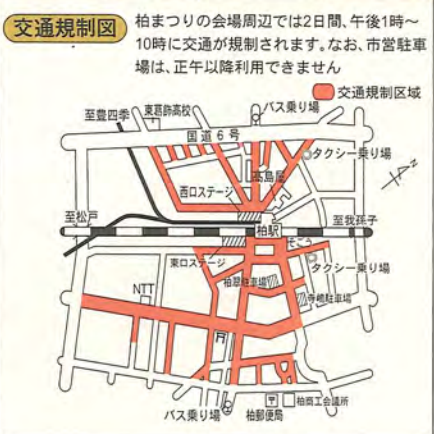 交通規制図
柏まつりの会場周辺では2日間、午後1時〜
10時に交通が規制されます。なお、市営駐車
場は、正午以降利用できません
交通規制区域
至豊四季
東葛飾高校
バス乗り場
国道6号
タクシー乗り場
高島屋
西口ステージ
至松戸
柏駅
至我孫子
そごう
東口ステージ
タクシー乗り場
NTT
寺嶋駐車場
バス乗り場
柏郵便局
柏商工会議所